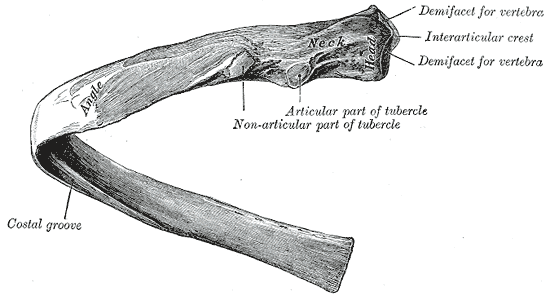 Demifacet for vertebra
Neck
Head
Interarticular crest
Demifacet for vertebra
Angle
Articular part of tubercle
Non-articular part of tubercle
Costal groove